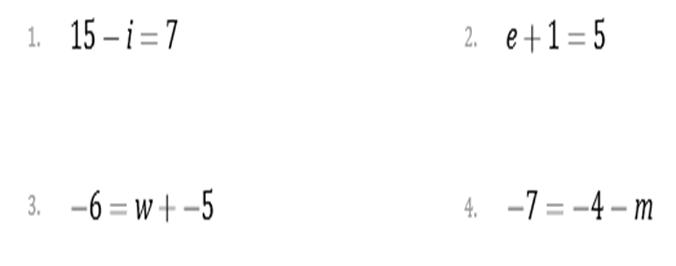 1. 15 – i = 7
2. e + 1 = 5
3. –6 = w + –5
4. –7 = –4 – m